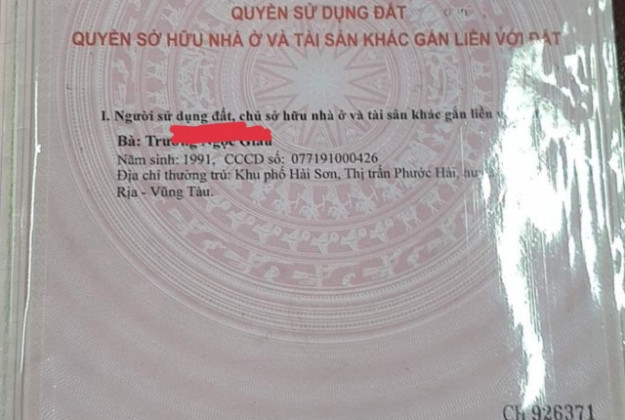 QUYỀN SỬ DỤNG ĐẤT
QUYỀN SỞ HỮU NHÀ Ở VÀ TÀI SẢN KHÁC GẮN LIỀN VỚI ĐẤT
I. Người sử dụng đất, chủ sở hữu nhà ở và tài sản khác gắn liền
Bà:
Năm sinh: 1991, CCCD số: 077191000426
Địa chỉ thường trú: Khu phố Hải Sơn, Thị trấn Phước Hải,
Rịa - Vũng Tàu.
CH 926371